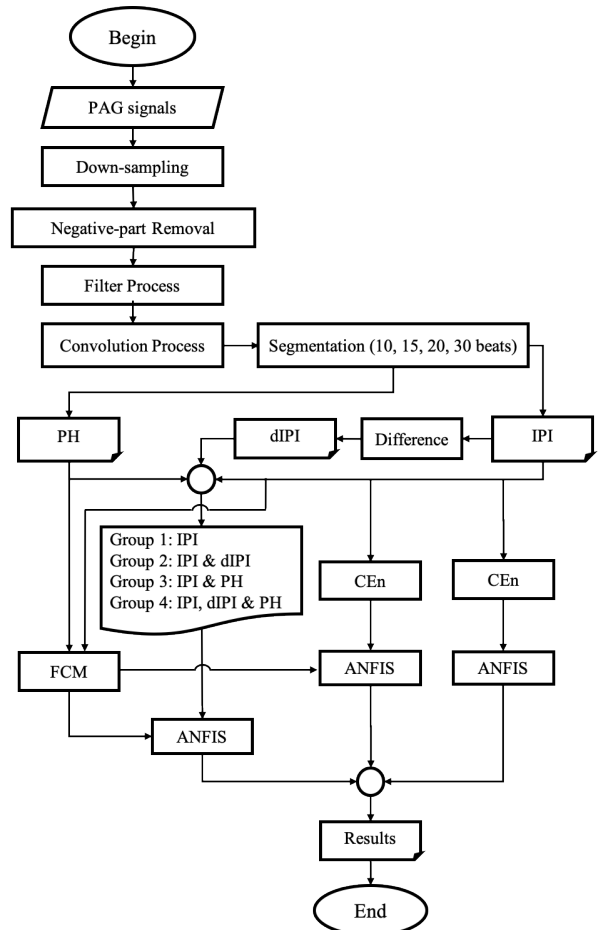 Begin
PAG signals
Down-sampling
Negative-part Removal
Filter Process
Convolution Process
Segmentation (10, 15, 20, 30 beats)
PH
dIPI
Difference
IPI
Group 1: IPI
Group 2: IPI & dIPI
Group 3: IPI & PH
Group 4: IPI, dIPI & PH
CEn
CEn
FCM
ANFIS
ANFIS
ANFIS
Results
End